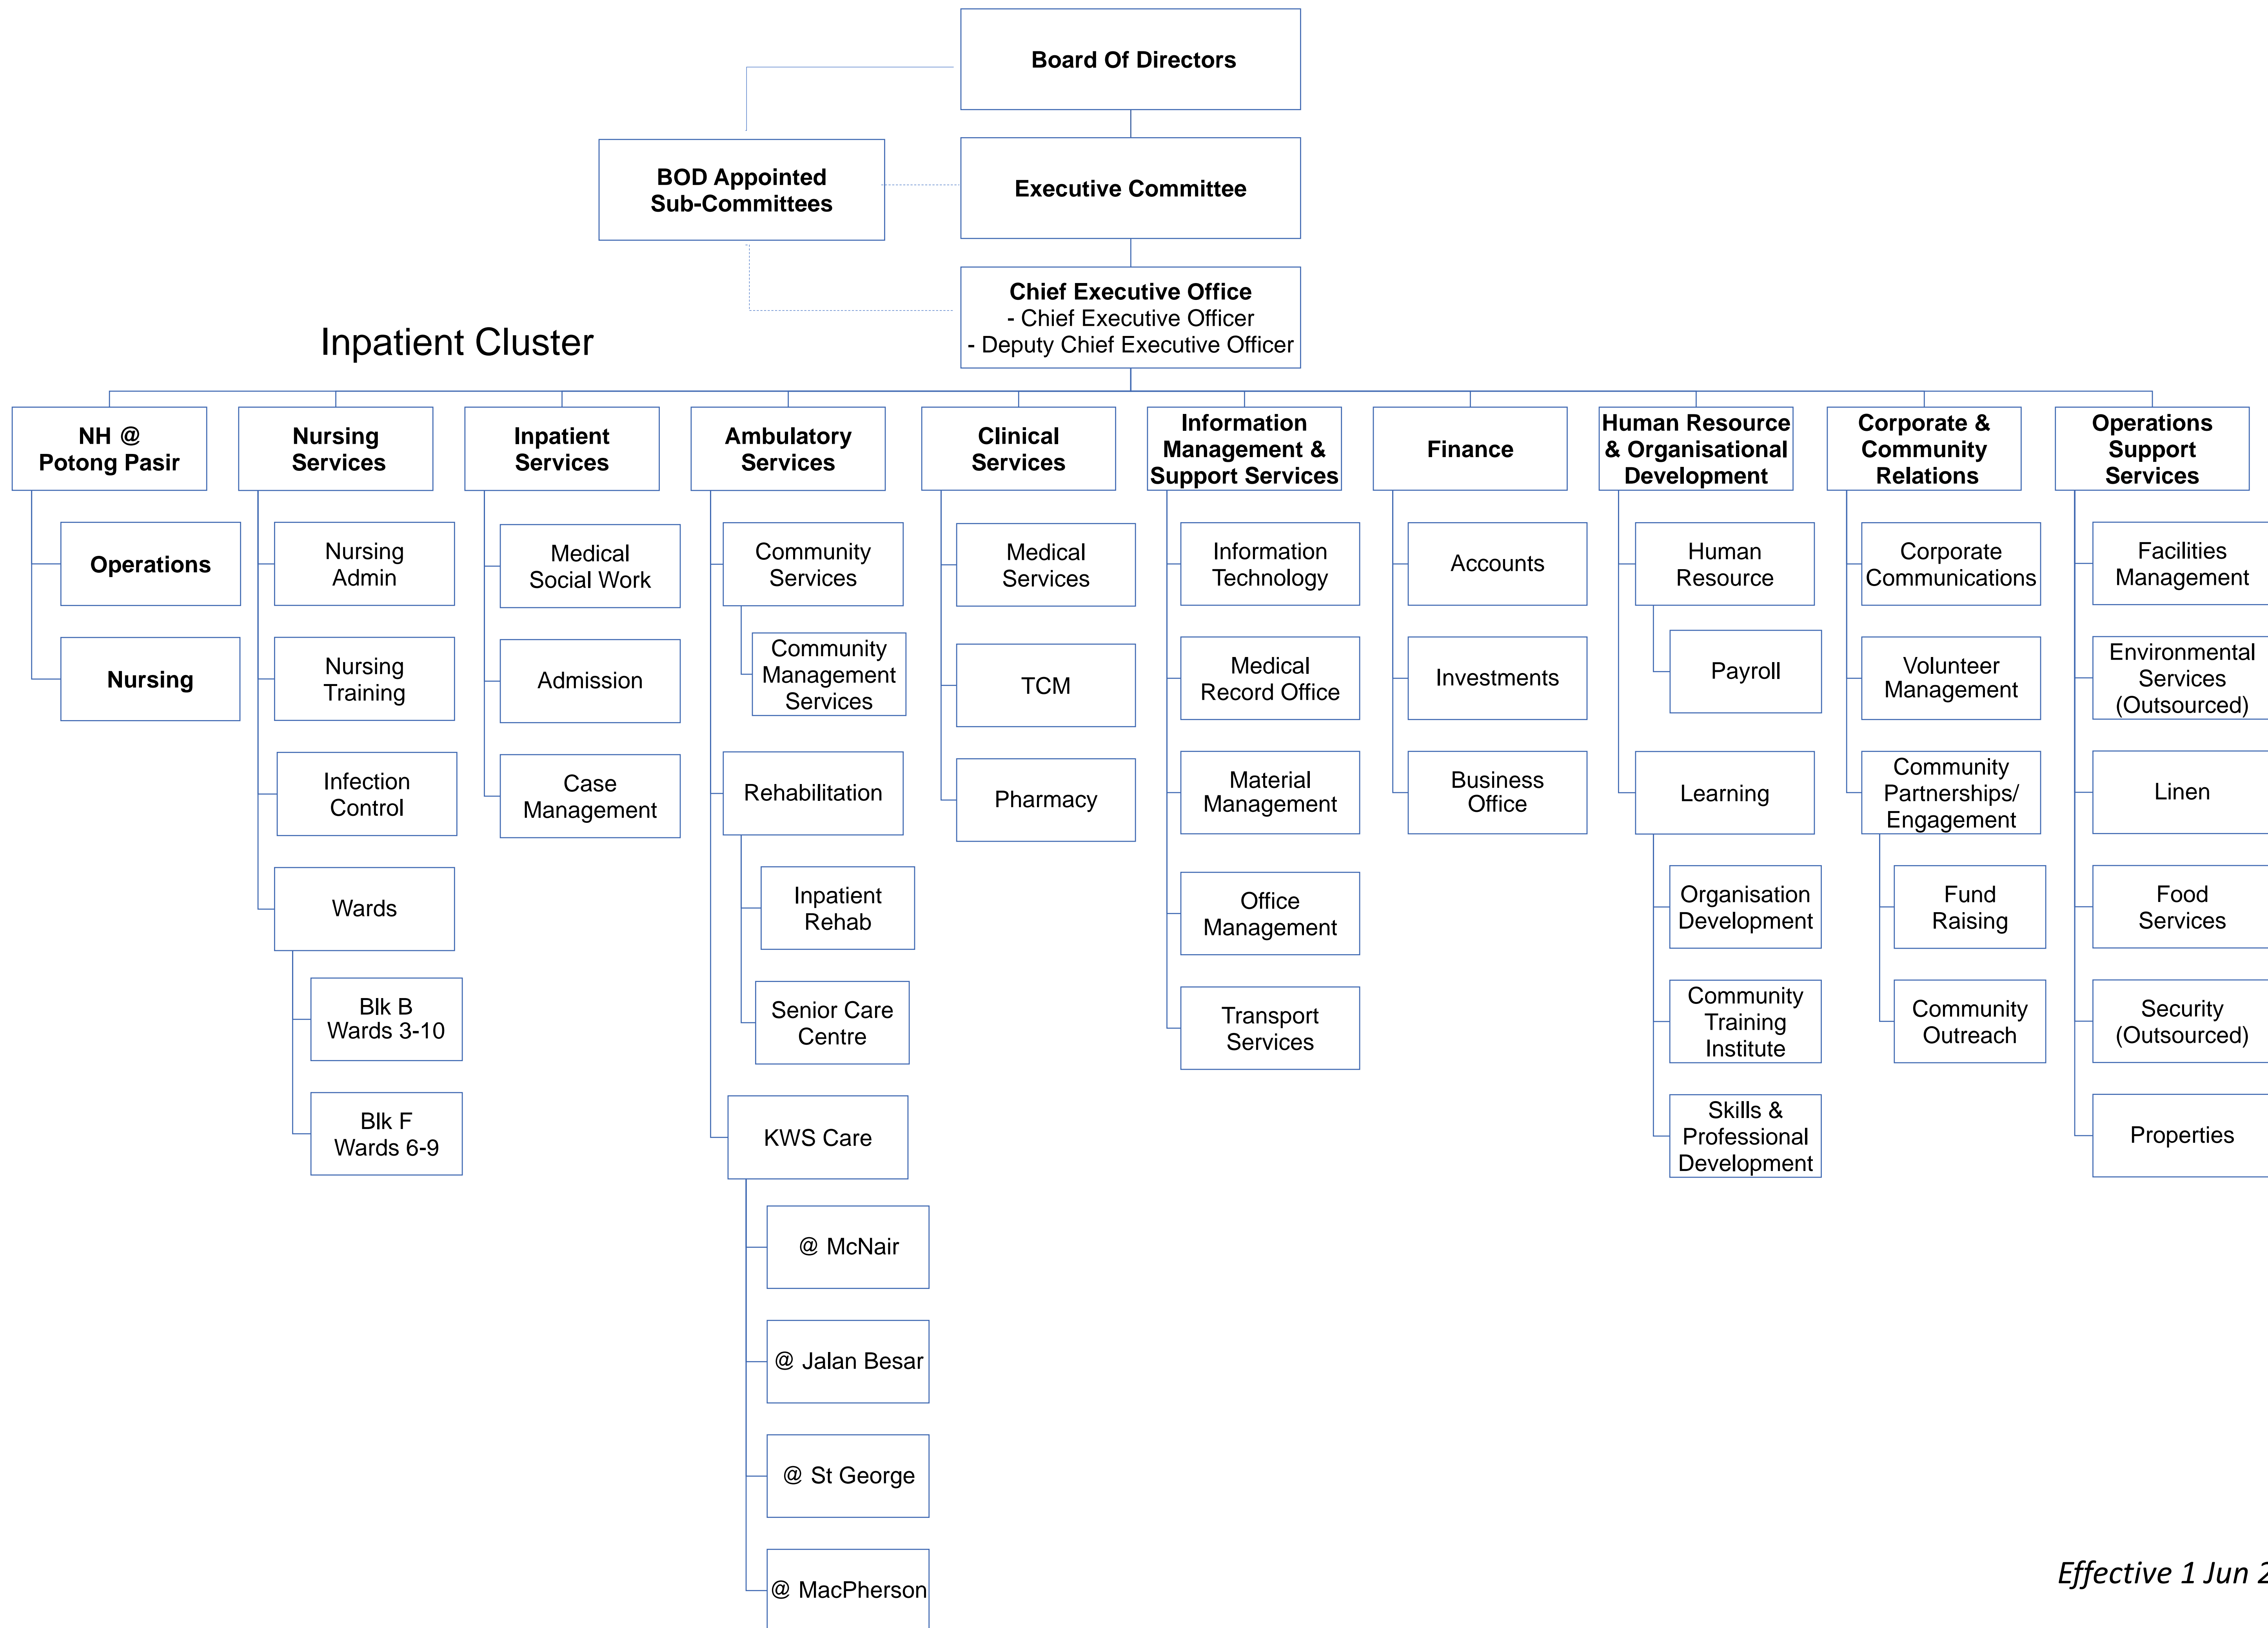 Board Of Directors
BOD Appointed
Sub-Committees
Executive Committee
Chief Executive Office
- Chief Executive Officer
- Deputy Chief Executive Officer
Inpatient Cluster
NH @
Potong Pasir
Operations
Nursing
Nursing
Services
Nursing
Admin
Nursing
Training
Infection
Control
Wards
Blk B
Wards 3-10
Blk F
Wards 6-9
Inpatient
Services
Medical
Social Work
Admission
Case
Management
Ambulatory
Services
Community
Services
Community
Management
Services
Rehabilitation
Inpatient
Rehab
Senior Care
Centre
KWS Care
@ McNair
@ Jalan Besar
@ St George
@ MacPherson
Clinical
Services
Medical
Services
TCM
Pharmacy
Information
Management &
Support Services
Information
Technology
Medical
Record Office
Material
Management
Office
Management
Transport
Services
Finance
Accounts
Investments
Business
Office
Human Resource
& Organisational
Development
Human
Resource
Payroll
Learning
Organisation
Development
Community
Training
Institute
Skills &
Professional
Development
Corporate &
Community
Relations
Corporate
Communications
Volunteer
Management
Community
Partnerships/
Engagement
Fund
Raising
Community
Outreach
Operations
Support
Services
Facilities
Management
Environmental
Services
(Outsourced)
Linen
Food
Services
Security
(Outsourced)
Properties
Effective 1 Jun 2